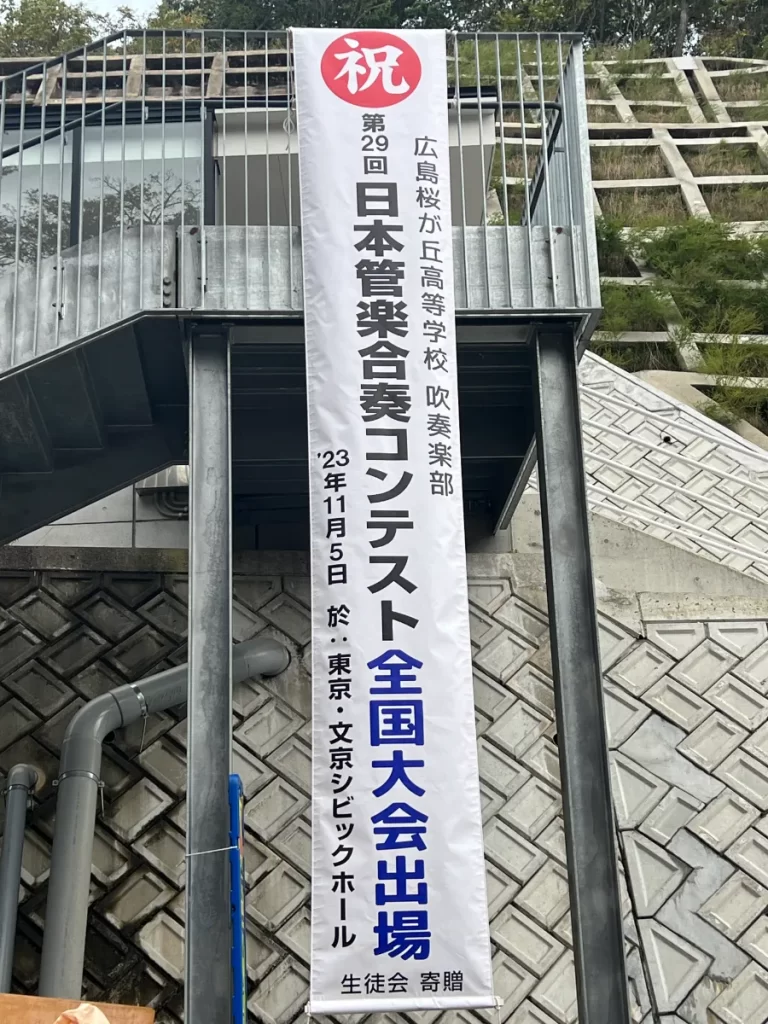 祝
広島桜が丘高等学校 吹奏楽部
第29回 日本管楽合奏コンテスト全国大会出場
'23年11月5日 於：東京・文京シビックホール
生徒会 寄贈